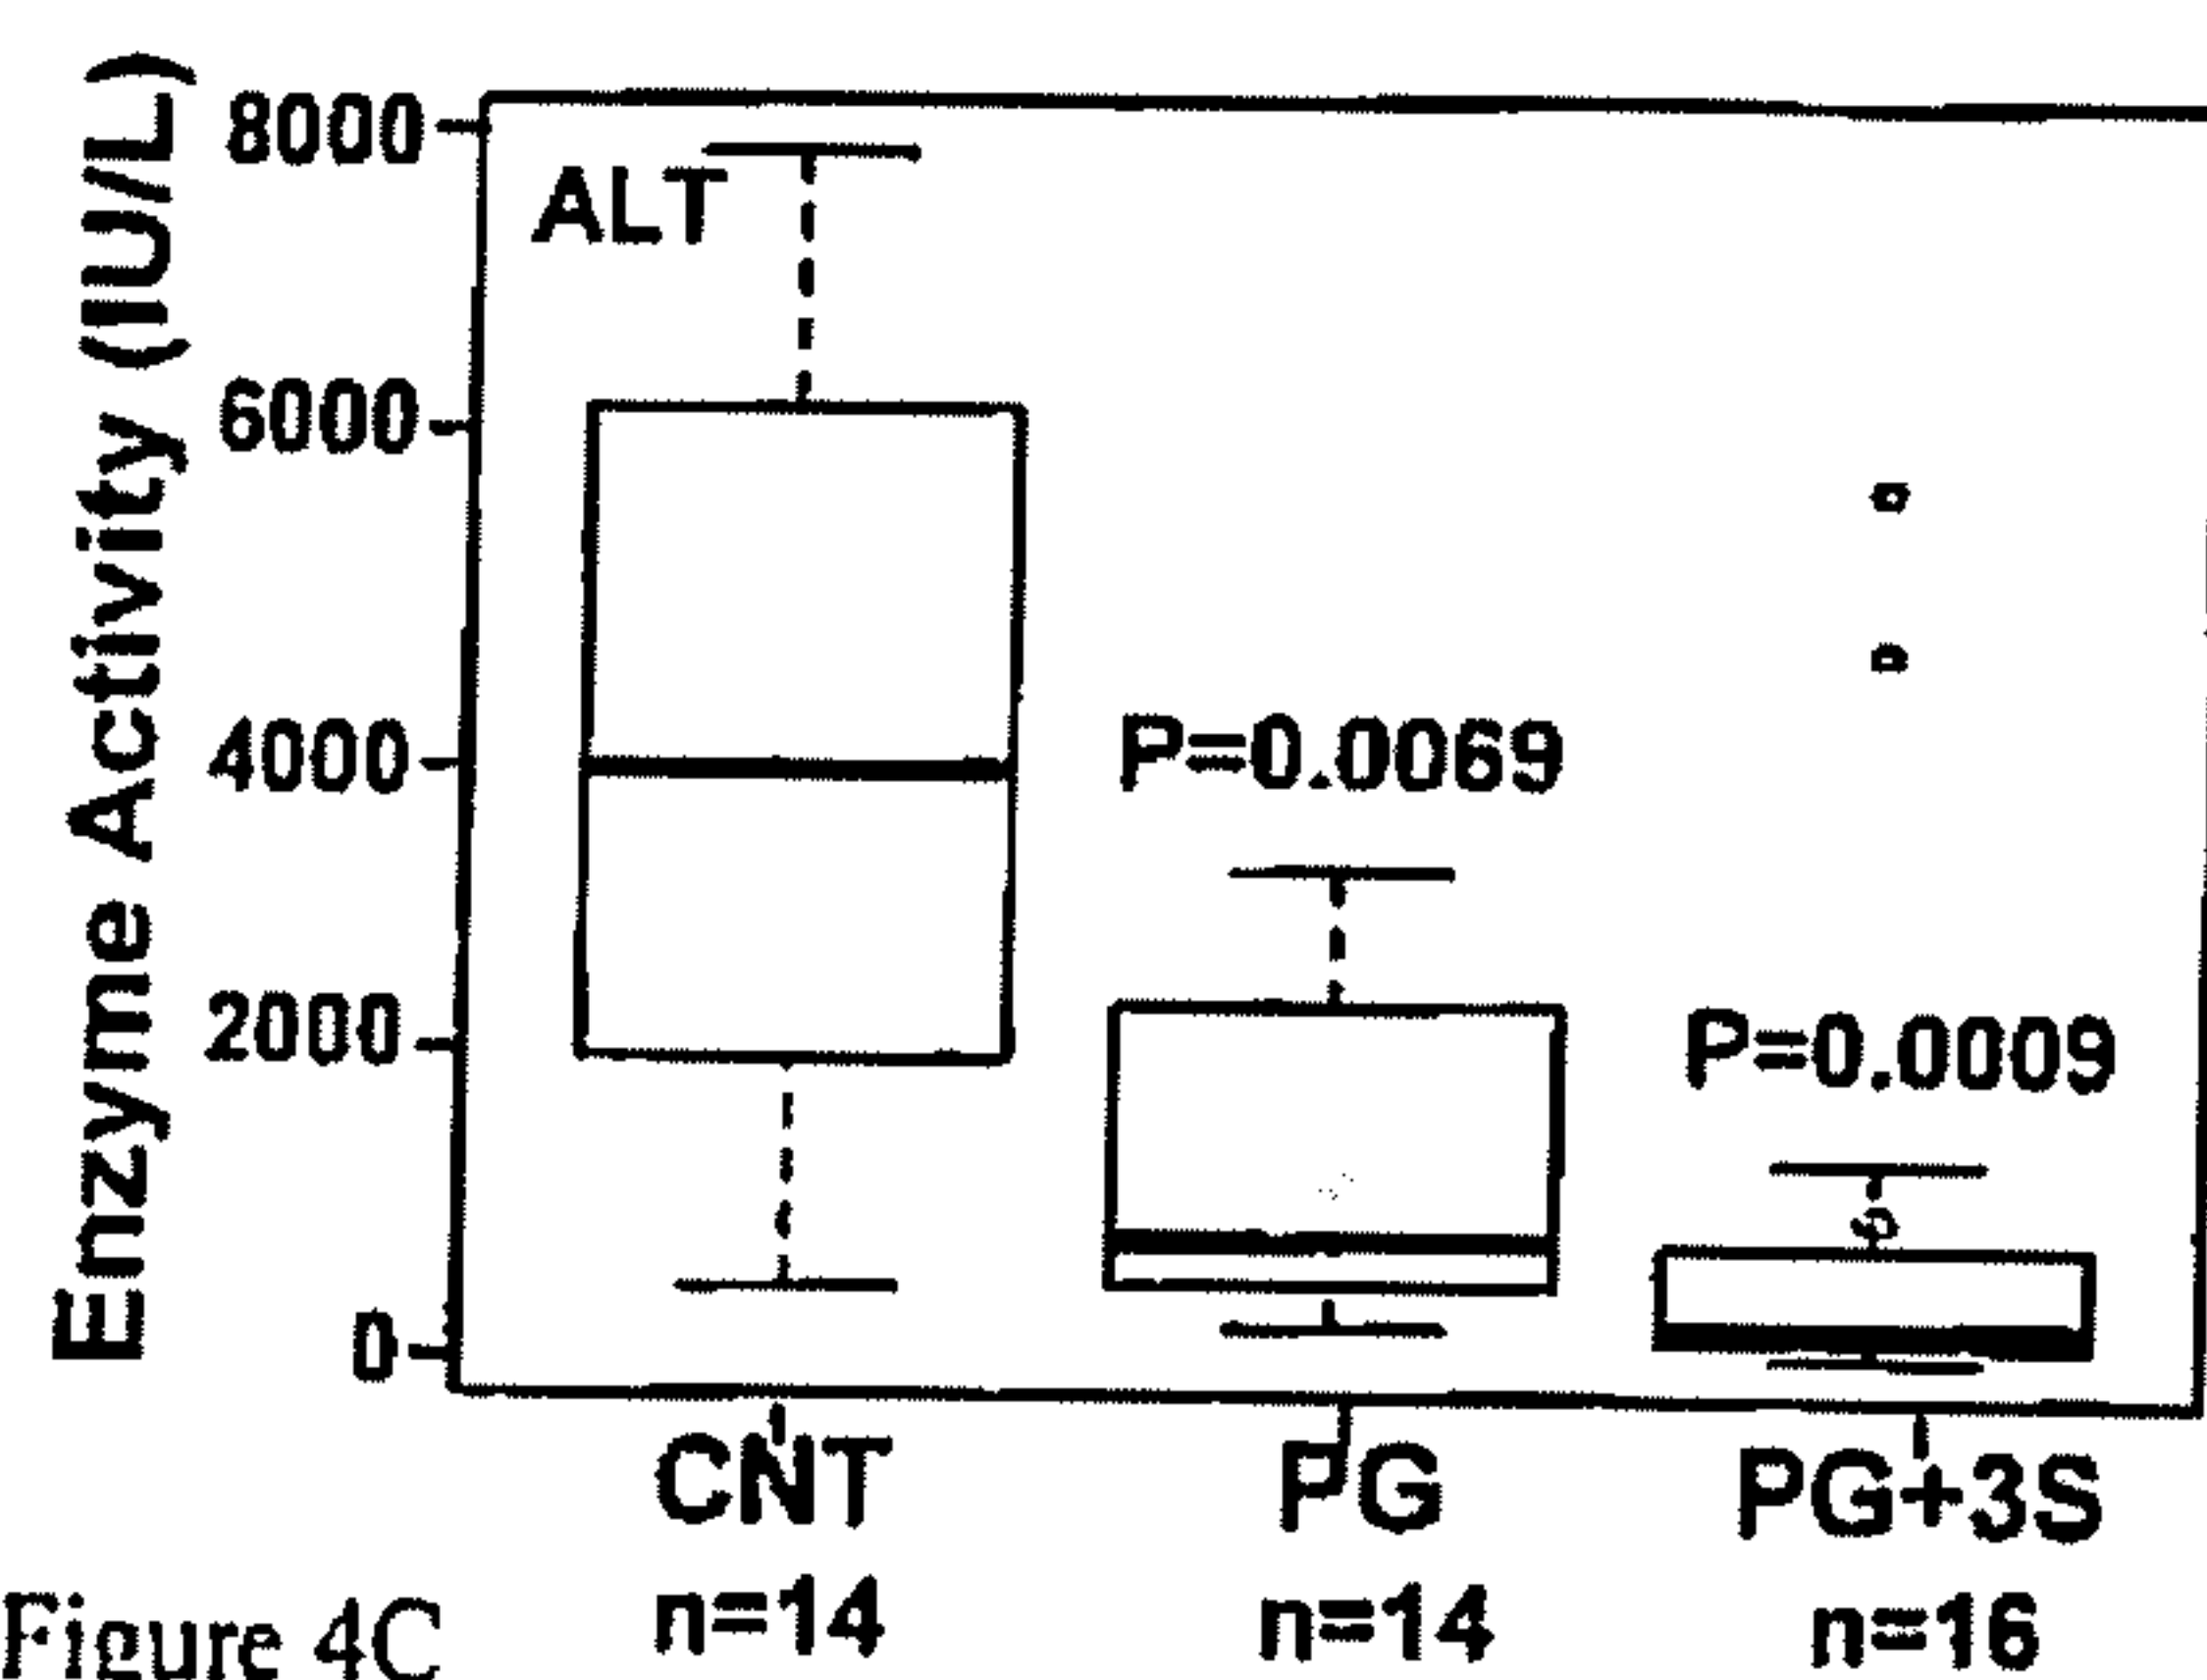 Enzyme Activity (IU/L)
8000
6000
4000
2000
0
ALT
P=0.0069
P=0.0009
CNT PG PG+3S
n=14 n=14 n=16
Figure 4C